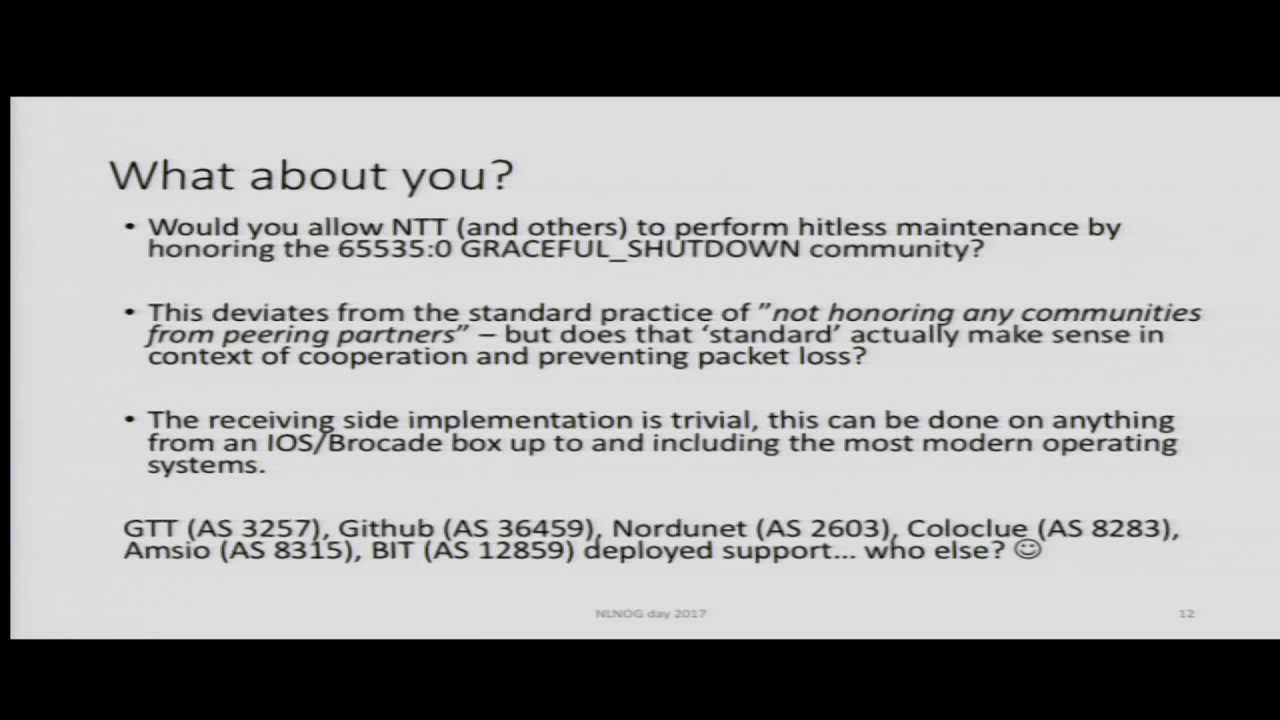 What about you?
• Would you allow NTT (and others) to perform hitless maintenance by
honoring the 65535:0 GRACEFUL_SHUTDOWN community?
• This deviates from the standard practice of ”not honoring any communities
from peering partners” – but does that ‘standard’ actually make sense in
context of cooperation and preventing packet loss?
• The receiving side implementation is trivial, this can be done on anything
from an IOS/Brocade box up to and including the most modern operating
systems.
GTT (AS 3257), Github (AS 36459), Nordunet (AS 2603), Coloclue (AS 8283),
Amsio (AS 8315), BIT (AS 12859) deployed support... who else? ☺
NLNOG day 2017
12